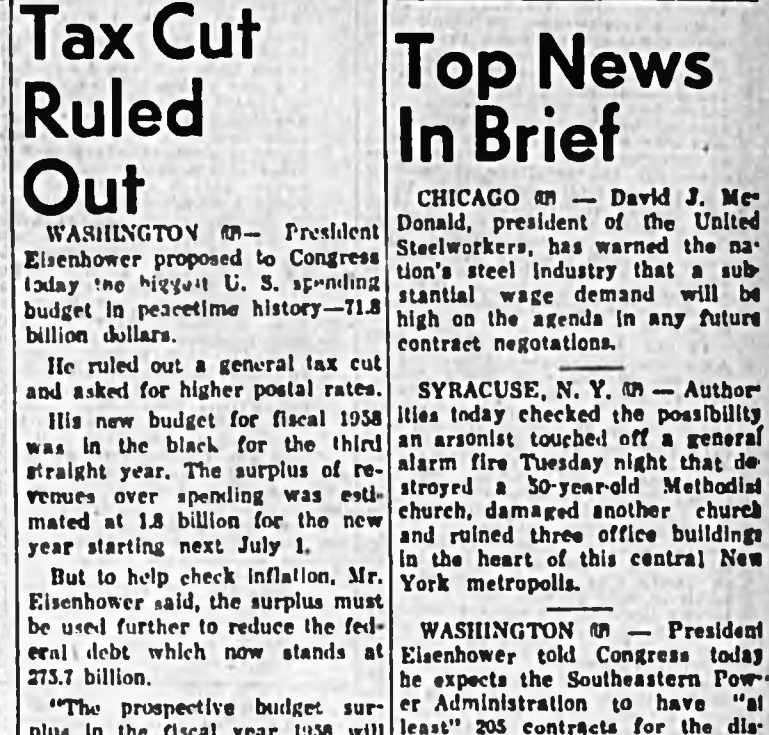 Tax Cut
Ruled
Out
WASHINGTON (AP)— President
Eisenhower proposed to Congress
today the biggest U. S. spending
budget in peacetime history—71.8
billion dollars.
He ruled out a general tax cut
and asked for higher postal rates.
His new budget for fiscal 1958
was in the black for the third
straight year. The surplus of re-
venues over spending was esti-
mated at 1.8 billion for the new
year starting next July 1.
But to help check inflation, Mr.
Eisenhower said, the surplus must
be used further to reduce the fed-
eral debt which now stands at
273.7 billion.
"The prospective budget sur-
plus in the fiscal year 1958 will
Top News
In Brief
CHICAGO (AP) — David J. Mc-
Donald, president of the United
Steelworkers, has warned the na-
tion's steel industry that a sub-
stantial wage demand will be
high on the agenda in any future
contract negotations.
SYRACUSE, N. Y. (AP) — Author-
ities today checked the possibility
an arsonist touched off a general
alarm fire Tuesday night that de-
stroyed a 50-year-old Methodist
church, damaged another church
and ruined three office buildings
in the heart of this central New
York metropolis.
WASHINGTON (AP) — President
Eisenhower told Congress today
he expects the Southeastern Pow-
er Administration to have "at
least" 205 contracts for the dis-